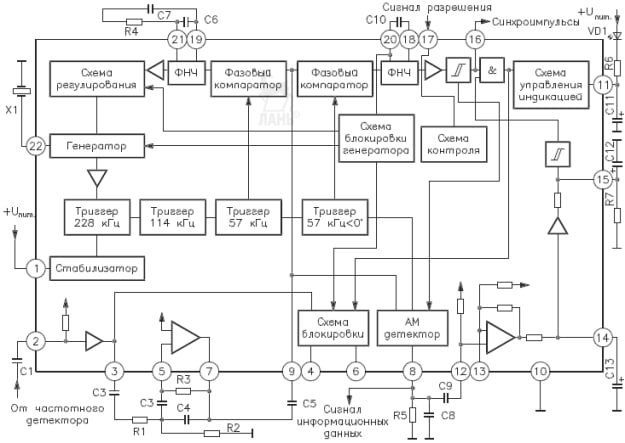 C7
C6
R4
C10
Сигнал разрешения
Синхроимпульсы
+Uпит.
VD1
21
19
20
18
17
16
R6
Схема
регулирования
ФНЧ
Фазовый
компаратор
Фазовый
компаратор
ФНЧ
&
Схема
управления
индикацией
11
C11
X1
ЛАНЬ
22
Генератор
Схема
блокировки
генератора
Схема
контроля
C12
15
R7
Триггер
228 кГц
Триггер
114 кГц
Триггер
57 кГц
Триггер
57 кГц<0°
+Uпит.
1
Стабилизатор
2
Схема
блокировки
АМ
детектор
14
C1
3
5
7
9
4
6
8
12
13
10
C13
От частотного
детектора
C3
R1
C3
R3
C4
R2
C5
Сигнал
информационных
данных
R5
C9
C8